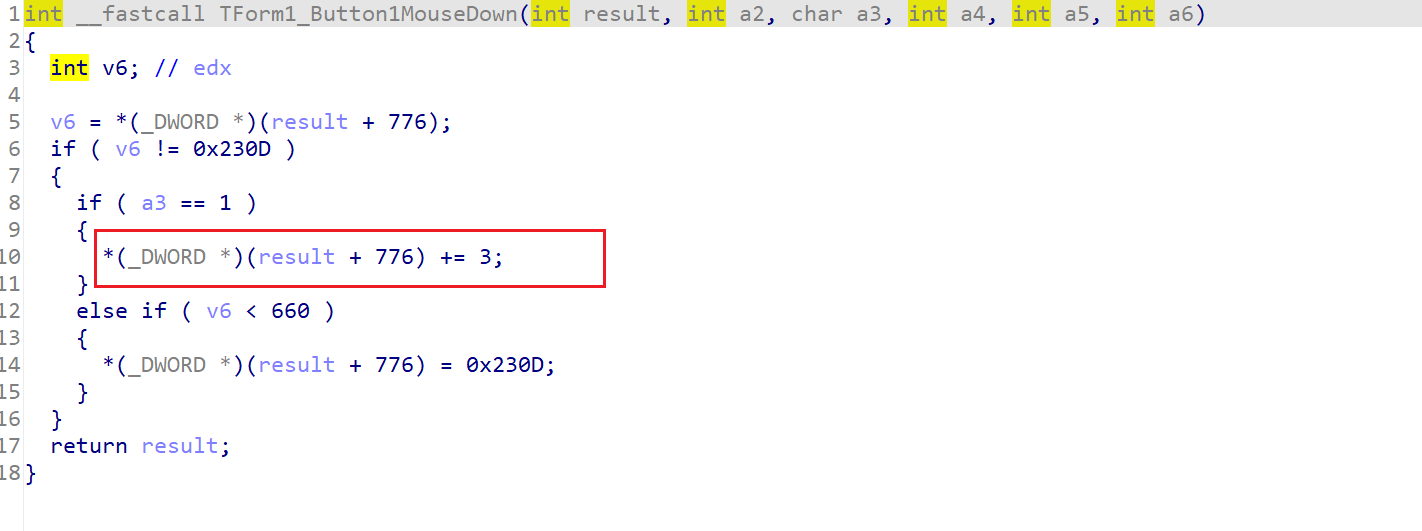 1 int __fastcall TForm1_Button1MouseDown(int result, int a2, char a3, int a4, int a5, int a6)
2 {
3   int v6; // edx
4
5   v6 = *(_DWORD *)(result + 776);
6   if ( v6 != 0x230D )
7   {
8     if ( a3 == 1 )
9     {
10       *(_DWORD *)(result + 776) += 3;
11     }
12     else if ( v6 < 660 )
13     {
14       *(_DWORD *)(result + 776) = 0x230D;
15     }
16   }
17   return result;
18 }